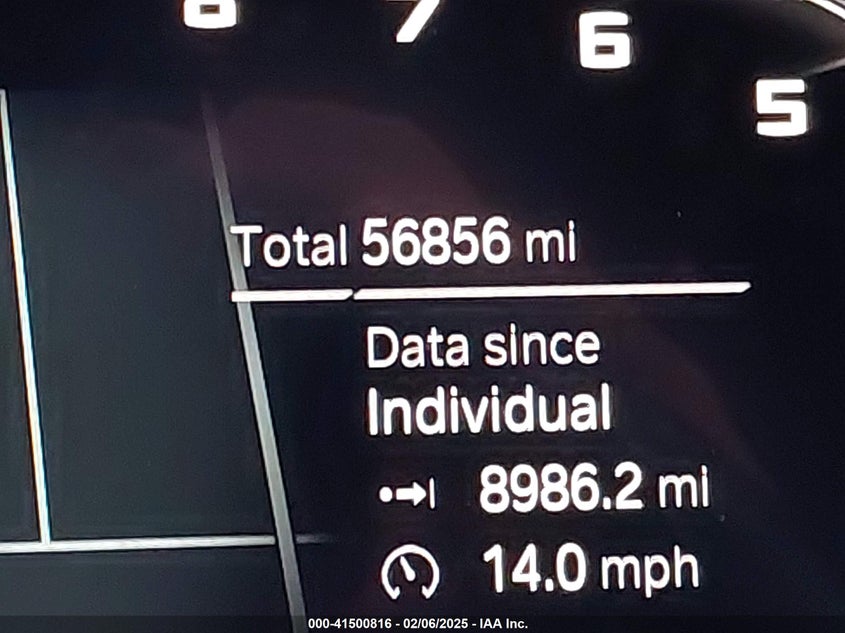 8 7 6
5
Total 56856 mi
Data since
Individual
8986.2 mi
14.0 mph
000-41500816 - 02/06/2025 - IAA Inc.